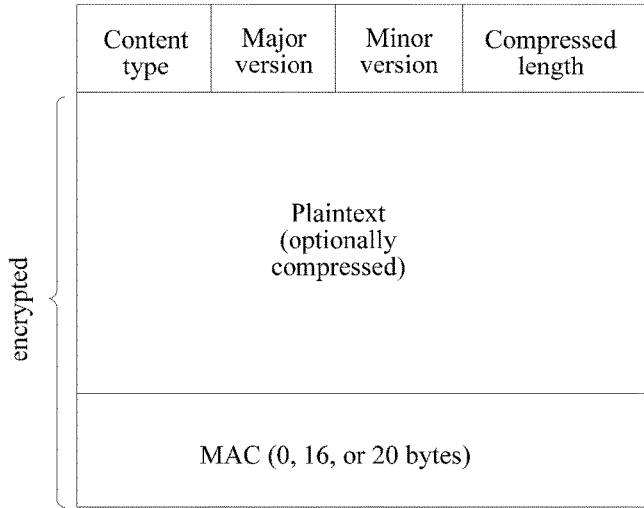 Content
type
Major
version
Minor
version
Compressed
length
Plaintext
(optionally
compressed)
encrypted
MAC (0, 16, or 20 bytes)